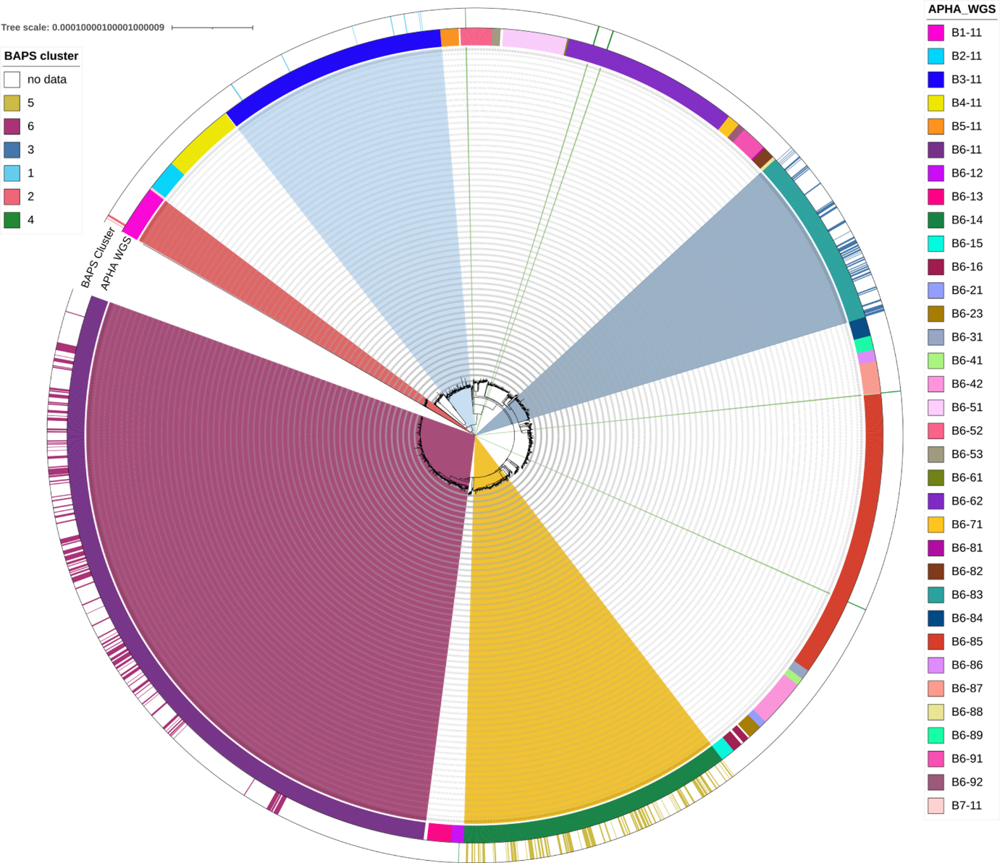 Tree scale: 0.00010000100001000009
BAPS cluster
no data
5
6
3
1
2
4
BAPS Cluster
APHA WGS
APHA_WGS
B1-11
B2-11
B3-11
B4-11
B5-11
B6-11
B6-12
B6-13
B6-14
B6-15
B6-16
B6-21
B6-23
B6-31
B6-41
B6-42
B6-51
B6-52
B6-53
B6-61
B6-62
B6-71
B6-81
B6-82
B6-83
B6-84
B6-85
B6-86
B6-87
B6-88
B6-89
B6-91
B6-92
B7-11